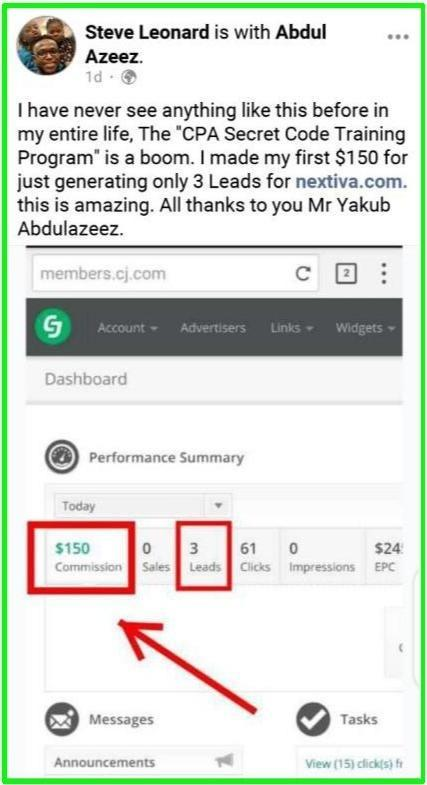 Steve Leonard is with Abdul
Azeez.
1d ·
I have never see anything like this before in
my entire life, The "CPA Secret Code Training
Program" is a boom. I made my first $150 for
just generating only 3 Leads for nextiva.com.
this is amazing. All thanks to you Mr Yakub
Abdulazeez.
members.cj.com 2
Account Advertisers Links Widgets
Dashboard
Performance Summary
Today
$150 0 3 61 0
Commission Sales Leads Clicks Impressions EPC
Messages Tasks
Announcements View (15) click(s)